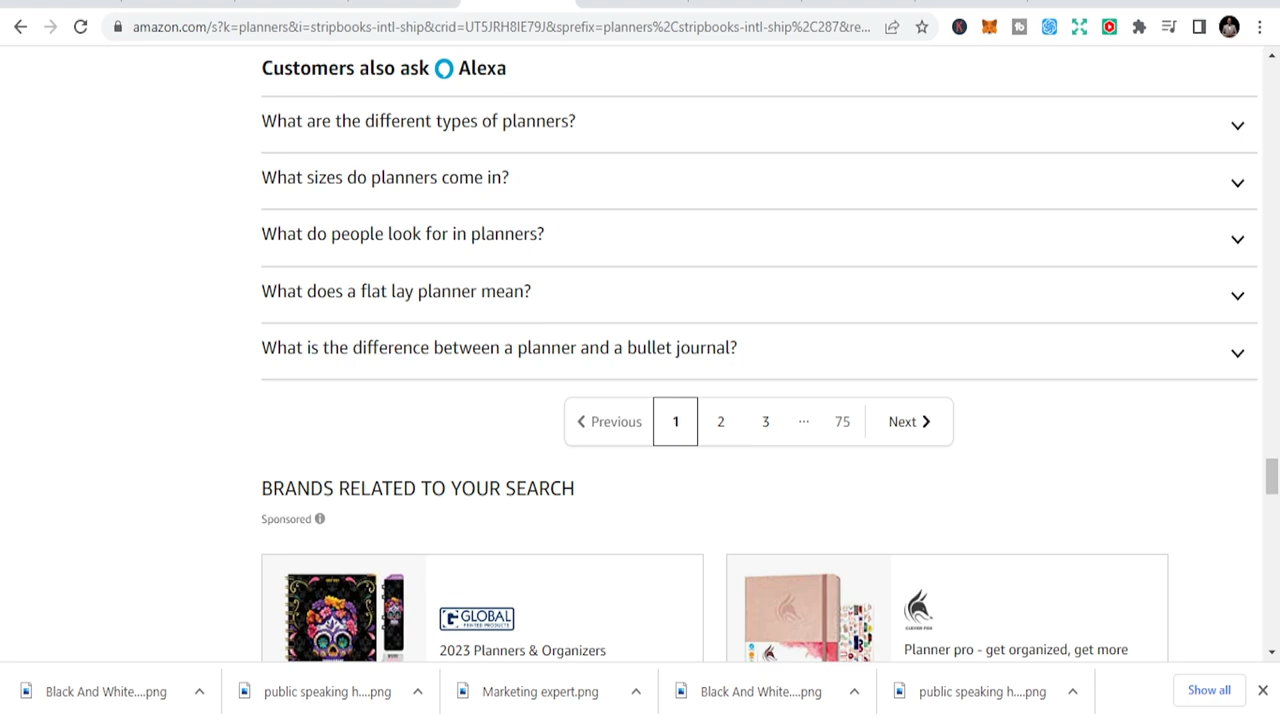 amazon.com/s?k=planners&i=stripbooks-intl-ship&crid=UT5JRH8IE79J&sprefix=planners%2Cstripbooks-intl-ship%2C287&re...
Customers also ask Alexa
What are the different types of planners?
What sizes do planners come in?
What do people look for in planners?
What does a flat lay planner mean?
What is the difference between a planner and a bullet journal?
Previous 1 2 3 ... 75 Next
BRANDS RELATED TO YOUR SEARCH
Sponsored
GLOBAL
PRINTED PRODUCTS
2023 Planners & Organizers
CLEVER FOX
Planner pro - get organized, get more
Black And White....png
public speaking h....png
Marketing expert.png
Black And White....png
public speaking h....png
Show all